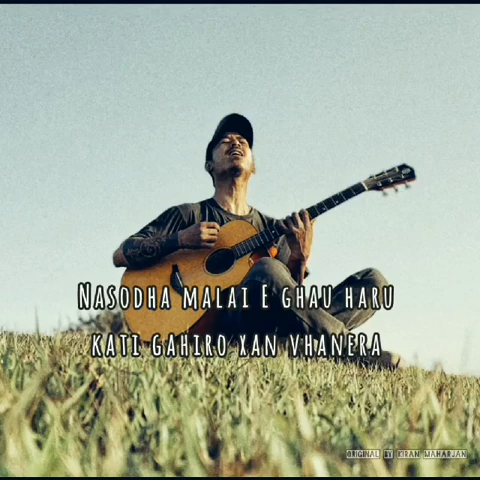 Nasodha malai E ghau haru
kati gahiro xan vhanera
original by Kiran Maharjan